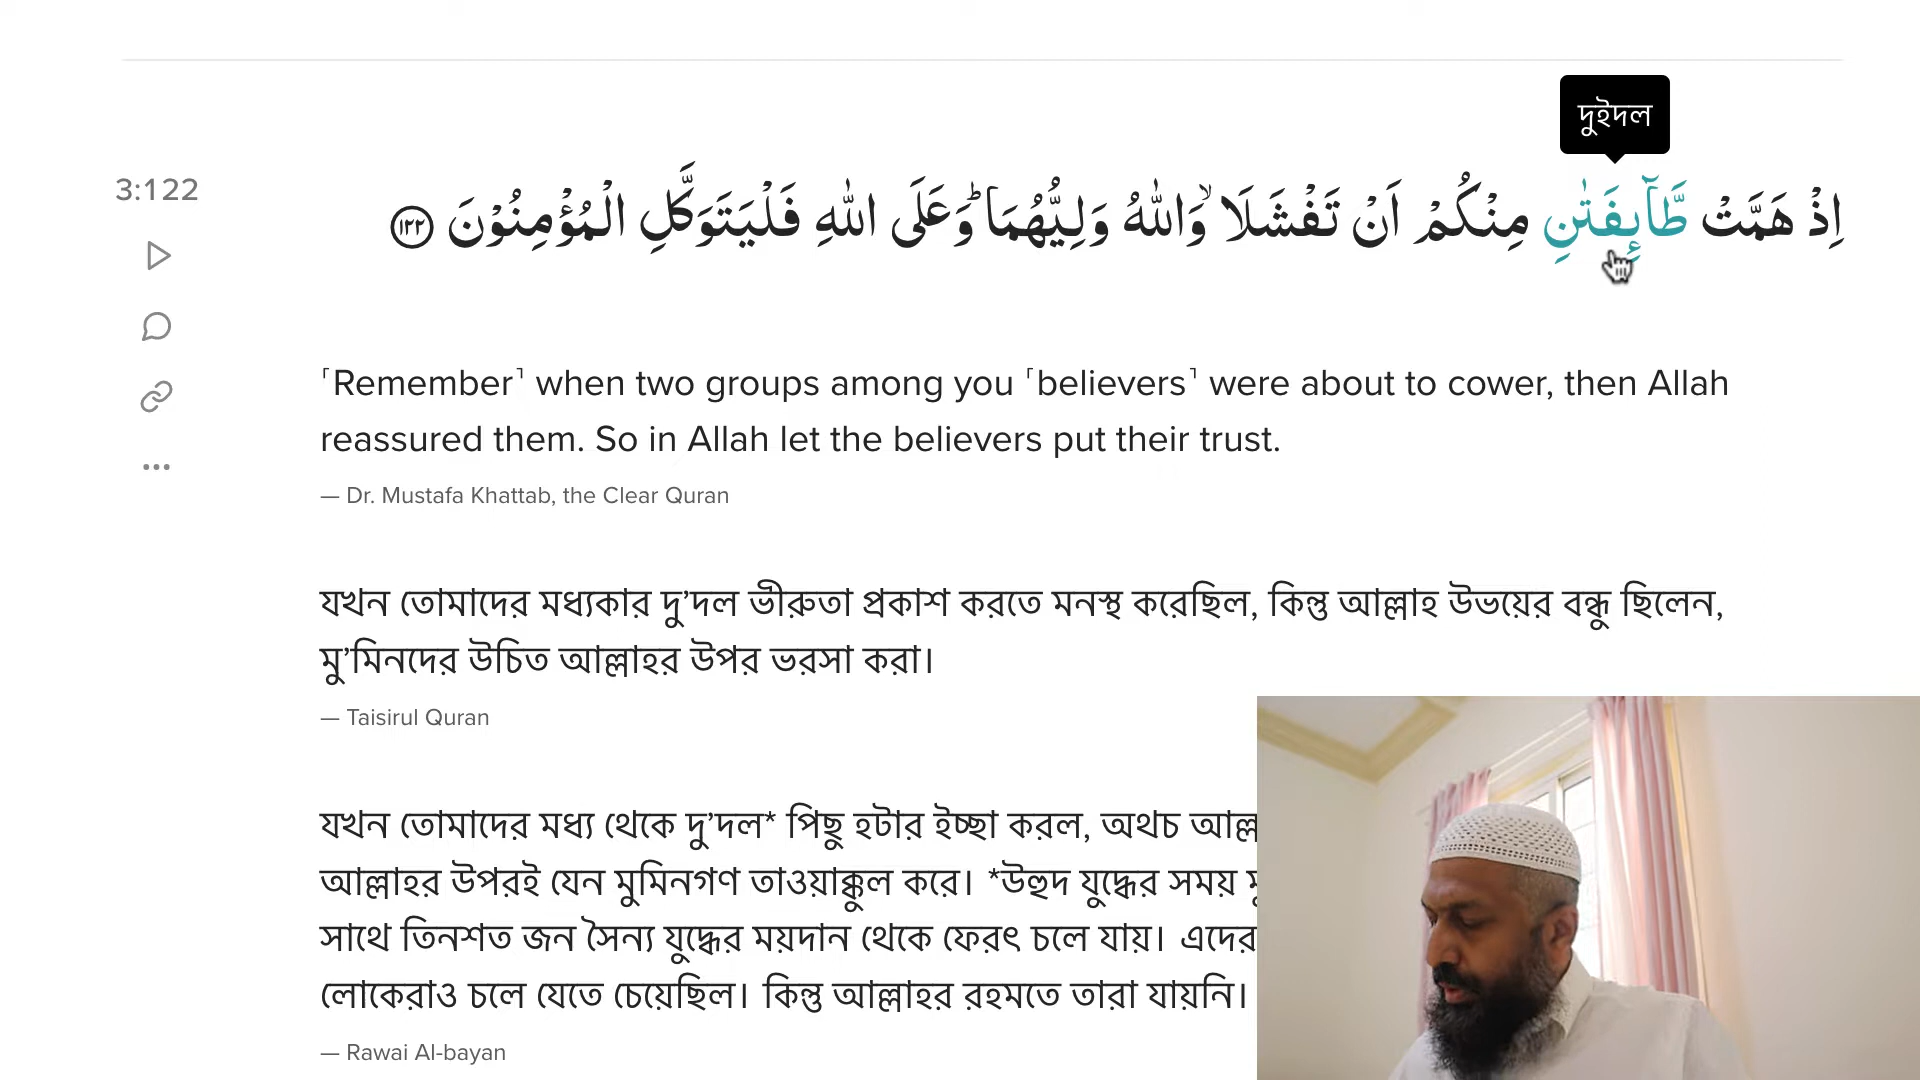 দুইদল
3:122
اِذْ هَمَّتْ طَّآىِٕفَتٰنِ مِنْكُمْ اَنْ تَفْشَلَا ۙ وَاللّٰهُ وَلِيُّهُمَا ؕ وَعَلَى اللّٰهِ فَلْيَتَوَكَّلِ الْمُؤْمِنُوْنَ ١٢٢
˹Remember˺ when two groups among you ˹believers˺ were about to cower, then Allah
reassured them. So in Allah let the believers put their trust.
— Dr. Mustafa Khattab, the Clear Quran
যখন তোমাদের মধ্যকার দু’দল ভীরুতা প্রকাশ করতে মনস্থ করেছিল, কিন্তু আল্লাহ উভয়ের বন্ধু ছিলেন,
মু’মিনদের উচিত আল্লাহর উপর ভরসা করা।
— Taisirul Quran
যখন তোমাদের মধ্য থেকে দু’দল* পিছু হটার ইচ্ছা করল, অথচ আল্ল
আল্লাহর উপরই যেন মুমিনগণ তাওয়াক্কুল করে। *উহুদ যুদ্ধের সময়
সাথে তিনশত জন সৈন্য যুদ্ধের ময়দান থেকে ফেরৎ চলে যায়। এদের
লোকেরাও চলে যেতে চেয়েছিল। কিন্তু আল্লাহর রহমতে তারা যায়নি।
— Rawai Al-bayan